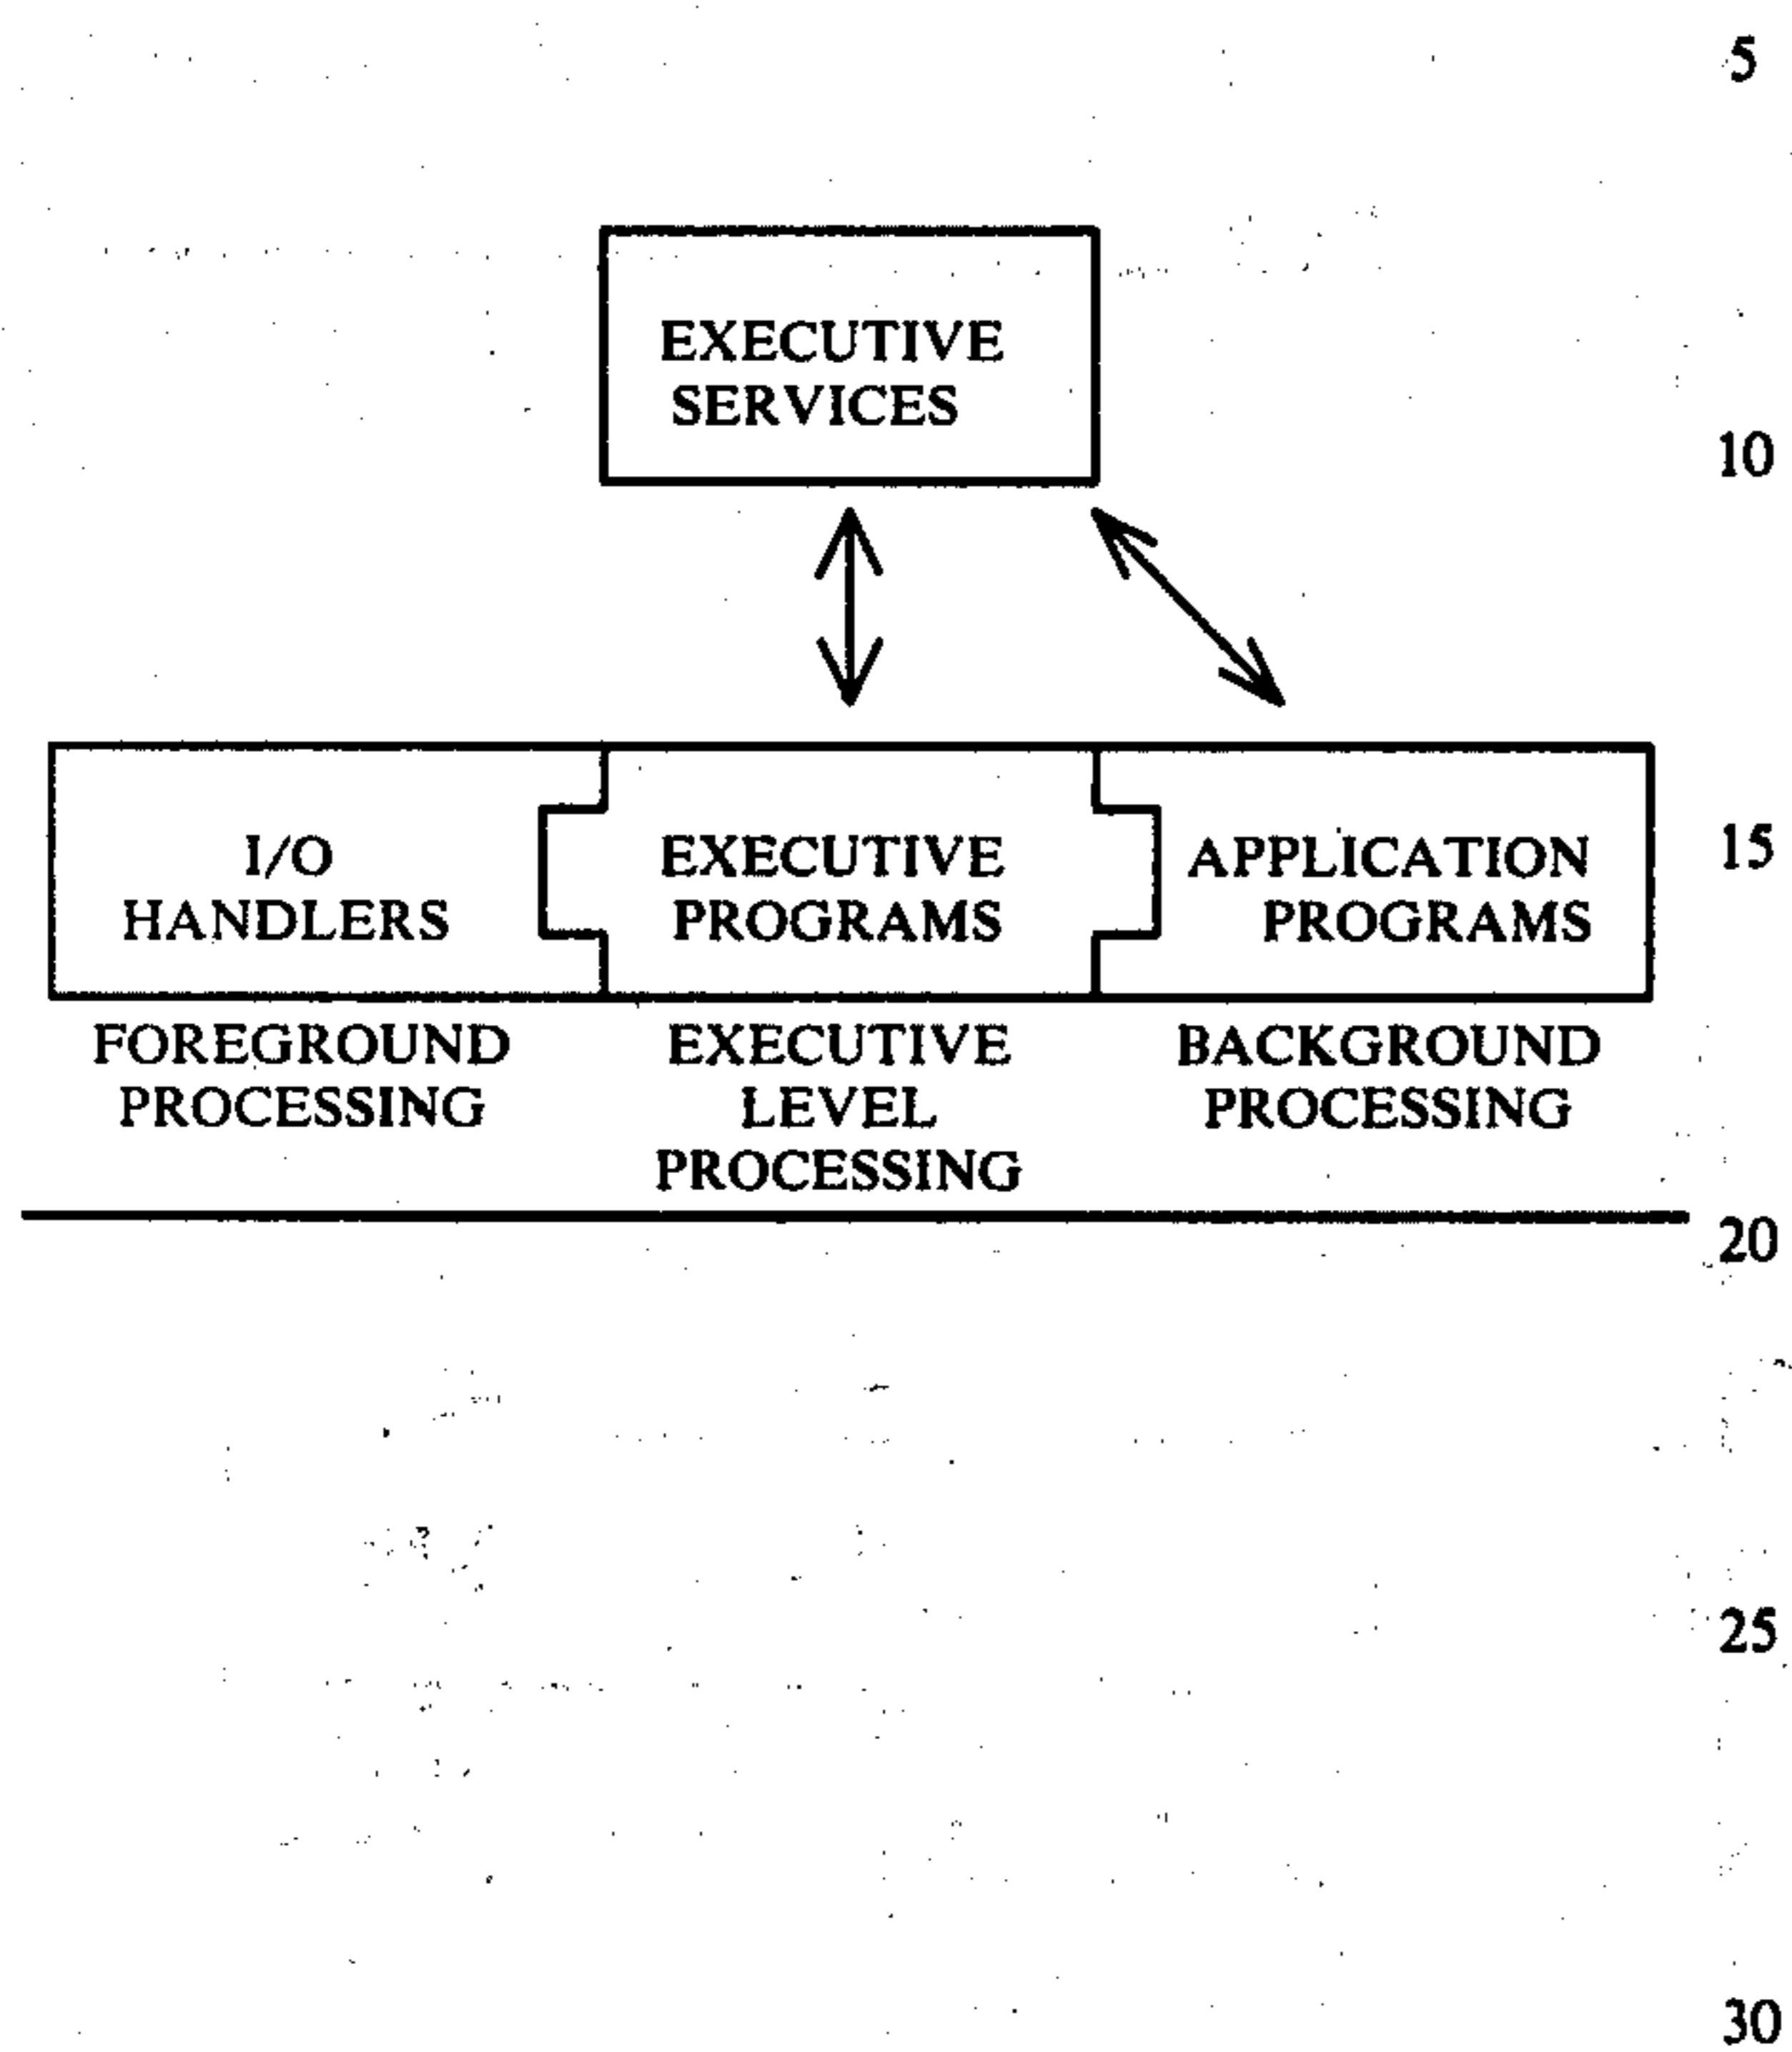 5
EXECUTIVE
SERVICES
10
I/O
HANDLERS
EXECUTIVE
PROGRAMS
APPLICATION
PROGRAMS
15
FOREGROUND
PROCESSING
EXECUTIVE
LEVEL
PROCESSING
BACKGROUND
PROCESSING
20
25
30